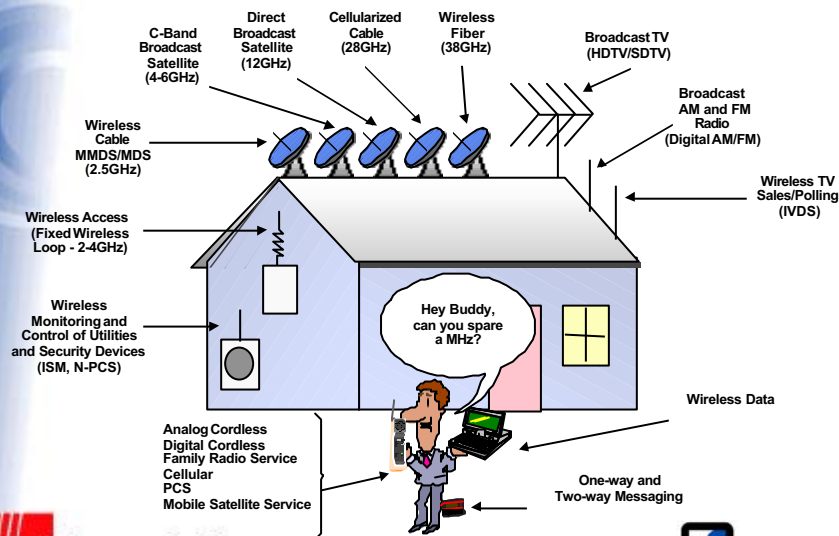 C-Band
Broadcast
Satellite
(4-6GHz)
Direct
Broadcast
Satellite
(12GHz)
Cellularized
Cable
(28GHz)
Wireless
Fiber
(38GHz)
Broadcast TV
(HDTV/SDTV)
Broadcast
AM and FM
Radio
(Digital AM/FM)
Wireless TV
Sales/Polling
(IVDS)
Wireless
Cable
MMDS/MDS
(2.5GHz)
Wireless Access
(Fixed Wireless
Loop - 2-4GHz)
Wireless
Monitoring and
Control of Utilities
and Security Devices
(ISM, N-PCS)
Hey Buddy,
can you spare
a MHz?
Wireless Data
Analog Cordless
Digital Cordless
Family Radio Service
Cellular
PCS
Mobile Satellite Service
One-way and
Two-way Messaging